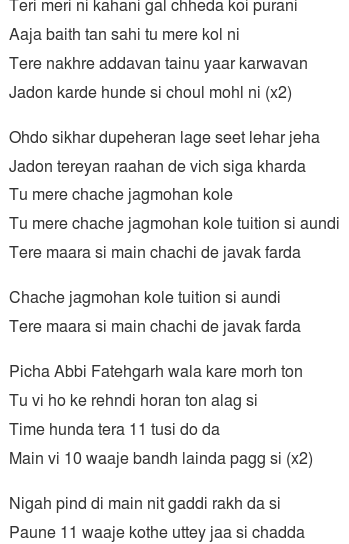 Teri meri ni kahani gal chheda koi purani
Aaja baith tan sahi tu mere kol ni
Tere nakhre addavan tainu yaar karwavan
Jadon karde hunde si choul mohl ni (x2)
Ohdo sikhar dupeheran lage seet lehar jeha
Jadon tereyan raahan de vich siga kharda
Tu mere chache jagmohan kole
Tu mere chache jagmohan kole tuition si aundi
Tere maara si main chachi de javak farda
Chache jagmohan kole tuition si aundi
Tere maara si main chachi de javak farda
Picha Abbi Fatehgarh wala kare morh ton
Tu vi ho ke rehndi horan ton alag si
Time hunda tera 11 tusi do da
Main vi 10 waaje bandh lainda pagg si (x2)
Nigah pind di main nit gaddi rakh da si
Paune 11 waaje kothe uttey jaa si chadda